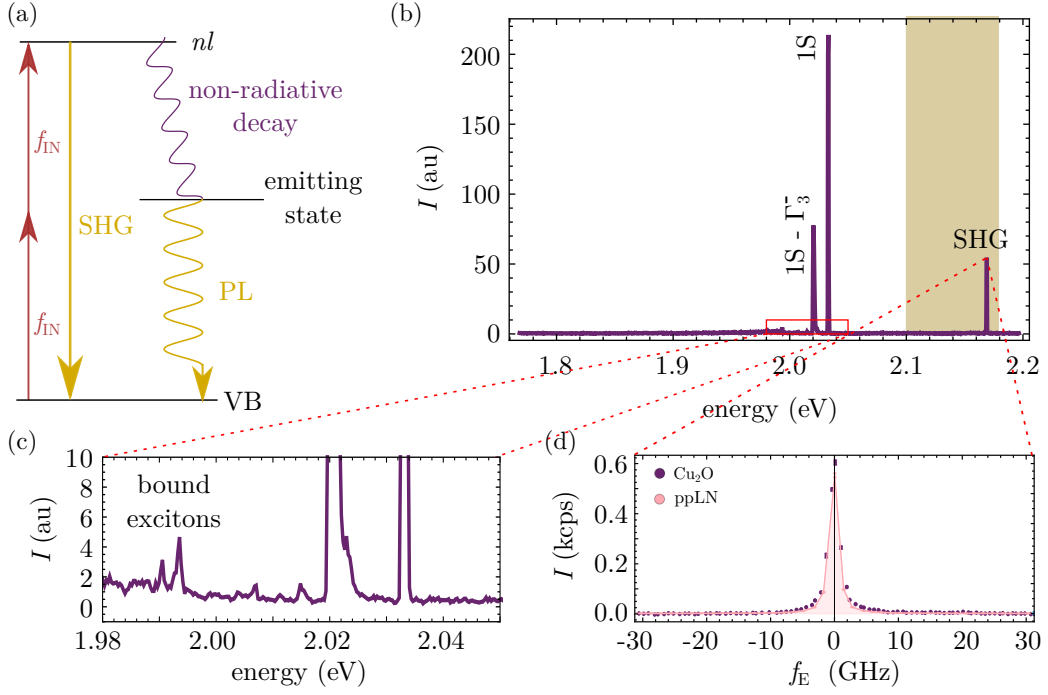 (a)
nl
non-radiative
decay
f_IN
emitting
state
SHG
PL
f_IN
VB
(b)
I (au)
200
150
100
50
0
1S
1S - Γ₃⁻
SHG
1.8
1.9
2.0
2.1
2.2
energy (eV)
(c)
I (au)
10
8
6
4
2
0
bound
excitons
1.98
2.00
2.02
2.04
energy (eV)
(d)
I (kcps)
0.6
0.4
0.2
0.0
Cu₂O
ppLN
-30
-20
-10
0
10
20
30
f_E (GHz)